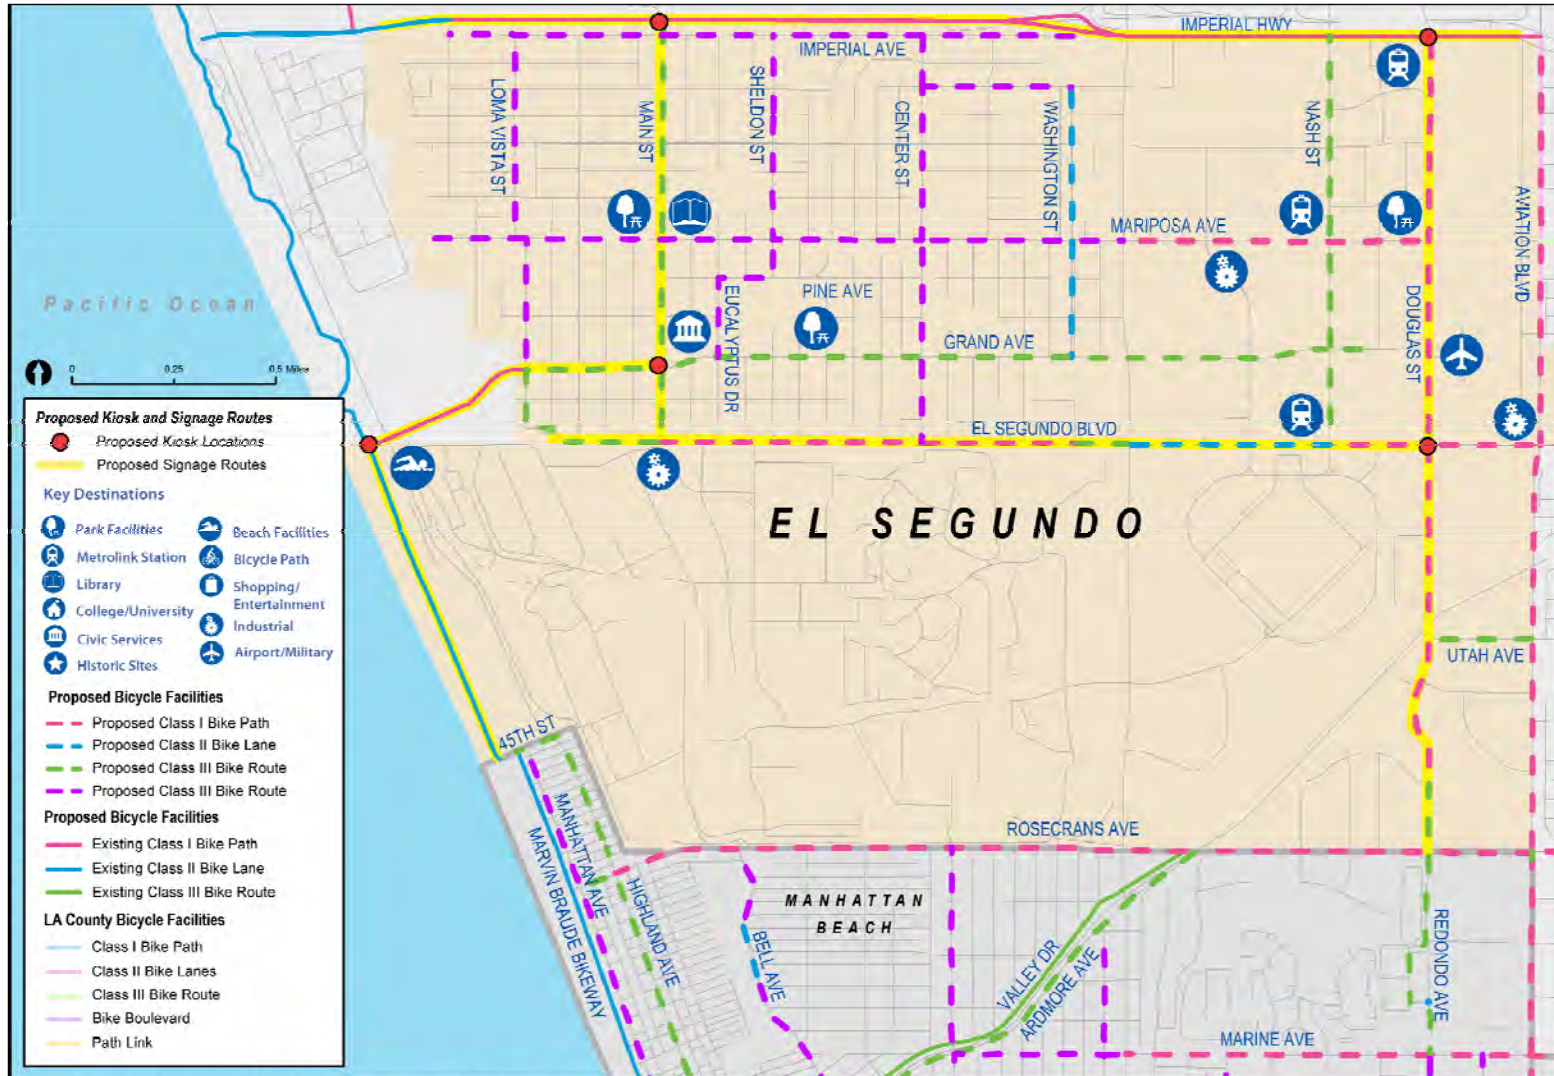 IMPERIAL HWY
IMPERIAL AVE
LOMA VISTA ST
MAIN ST
SHELDON ST
CENTER ST
WASHINGTON ST
NASH ST
AVIATION BLVD
MARIPOSA AVE
Pacific Ocean
EUCALYPTUS DR
PINE AVE
GRAND AVE
DOUGLAS ST
0 0.25 0.5 Miles
EL SEGUNDO BLVD
EL SEGUNDO
UTAH AVE
45TH ST
ROSECRANS AVE
MANHATTAN AVE
MARVIN BRAUDE BIKEWAY
HIGHLAND AVE
BELL AVE
MANHATTAN
BEACH
VALLEY DR
ARDMORE AVE
REDONDO AVE
MARINE AVE
Proposed Kiosk and Signage Routes
Proposed Kiosk Locations
Proposed Signage Routes
Key Destinations
Park Facilities
Metrolink Station
Library
College/University
Civic Services
Historic Sites
Beach Facilities
Bicycle Path
Shopping/
Entertainment
Industrial
Airport/Military
Proposed Bicycle Facilities
Proposed Class I Bike Path
Proposed Class II Bike Lane
Proposed Class III Bike Route
Proposed Class III Bike Route
Proposed Bicycle Facilities
Existing Class I Bike Path
Existing Class II Bike Lane
Existing Class III Bike Route
LA County Bicycle Facilities
Class I Bike Path
Class II Bike Lanes
Class III Bike Route
Bike Boulevard
Path Link